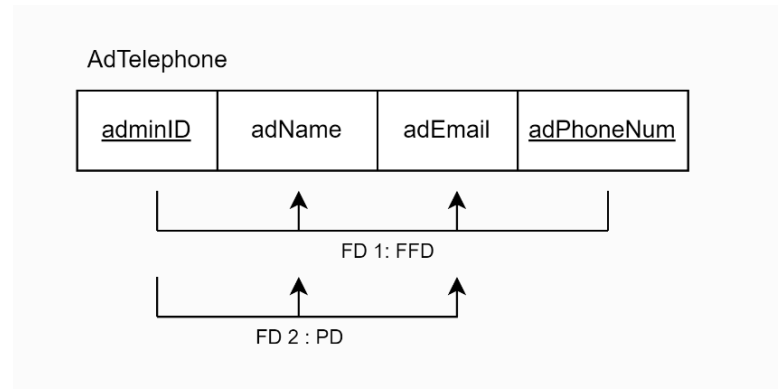 AdTelephone
adminID adName adEmail adPhoneNum
FD 1: FFD
FD 2 : PD